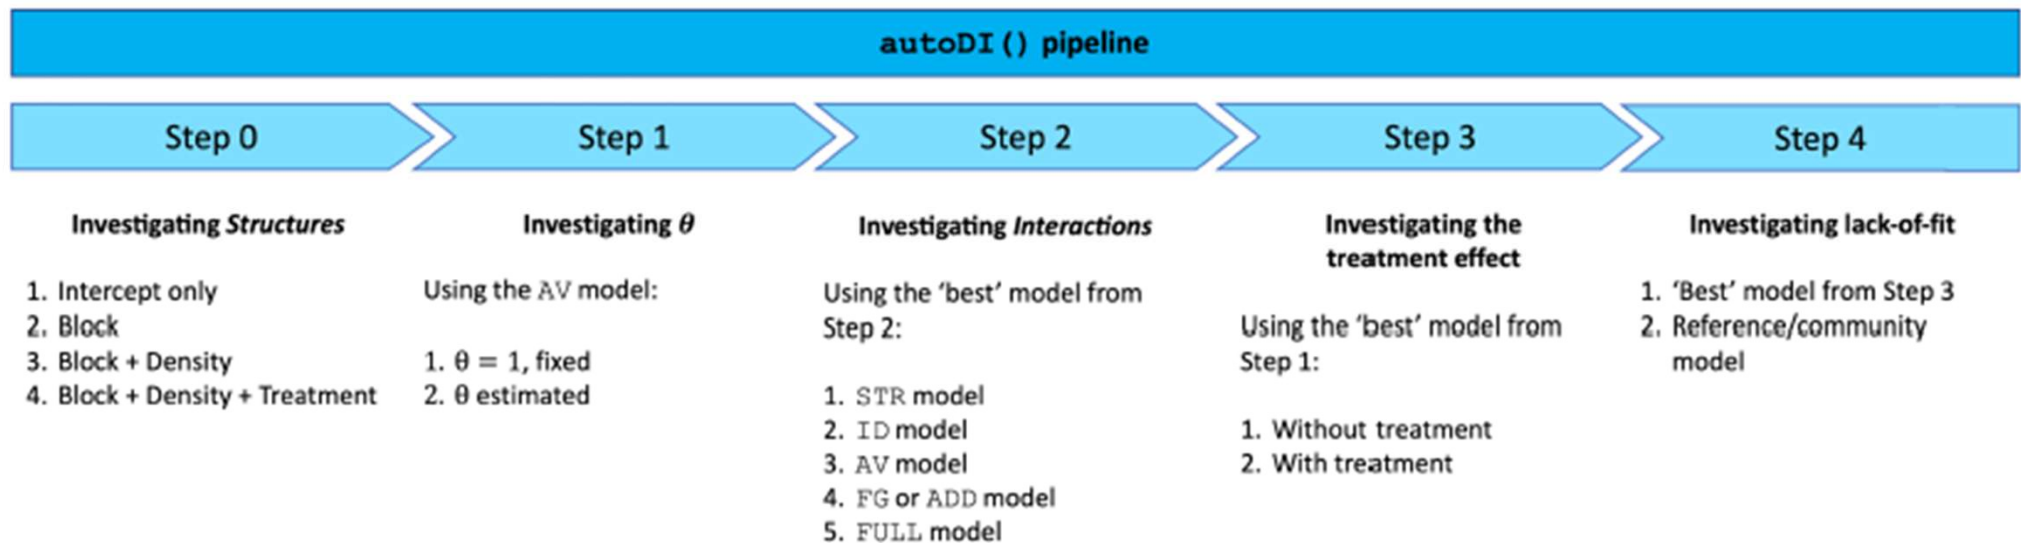 autoDI() pipeline
Step 0
Step 1
Step 2
Step 3
Step 4
Investigating Structures
1. Intercept only
2. Block
3. Block + Density
4. Block + Density + Treatment
Investigating θ
Using the AV model:
1. θ = 1, fixed
2. θ estimated
Investigating Interactions
Using the ‘best’ model from
Step 2:
1. STR model
2. ID model
3. AV model
4. FG or ADD model
5. FULL model
Investigating the
treatment effect
Using the ‘best’ model from
Step 1:
1. Without treatment
2. With treatment
Investigating lack-of-fit
1. ‘Best’ model from Step 3
2. Reference/community
model